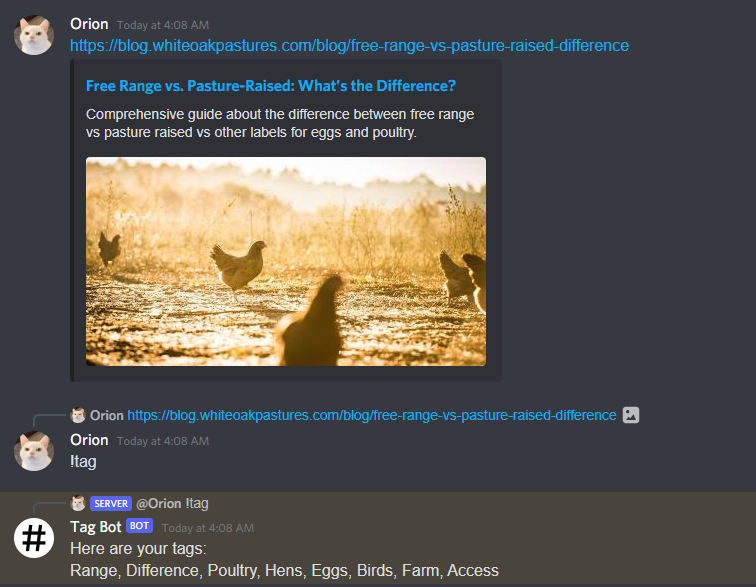 Orion Today at 4:08 AM
https://blog.whiteoakpastures.com/blog/free-range-vs-pasture-raised-difference
Free Range vs. Pasture-Raised: What's the Difference?
Comprehensive guide about the difference between free range
vs pasture raised vs other labels for eggs and poultry.
Orion https://blog.whiteoakpastures.com/blog/free-range-vs-pasture-raised-difference
Orion Today at 4:08 AM
!tag
SERVER @Orion !tag
# Tag Bot BOT Today at 4:08 AM
Here are your tags:
Range, Difference, Poultry, Hens, Eggs, Birds, Farm, Access